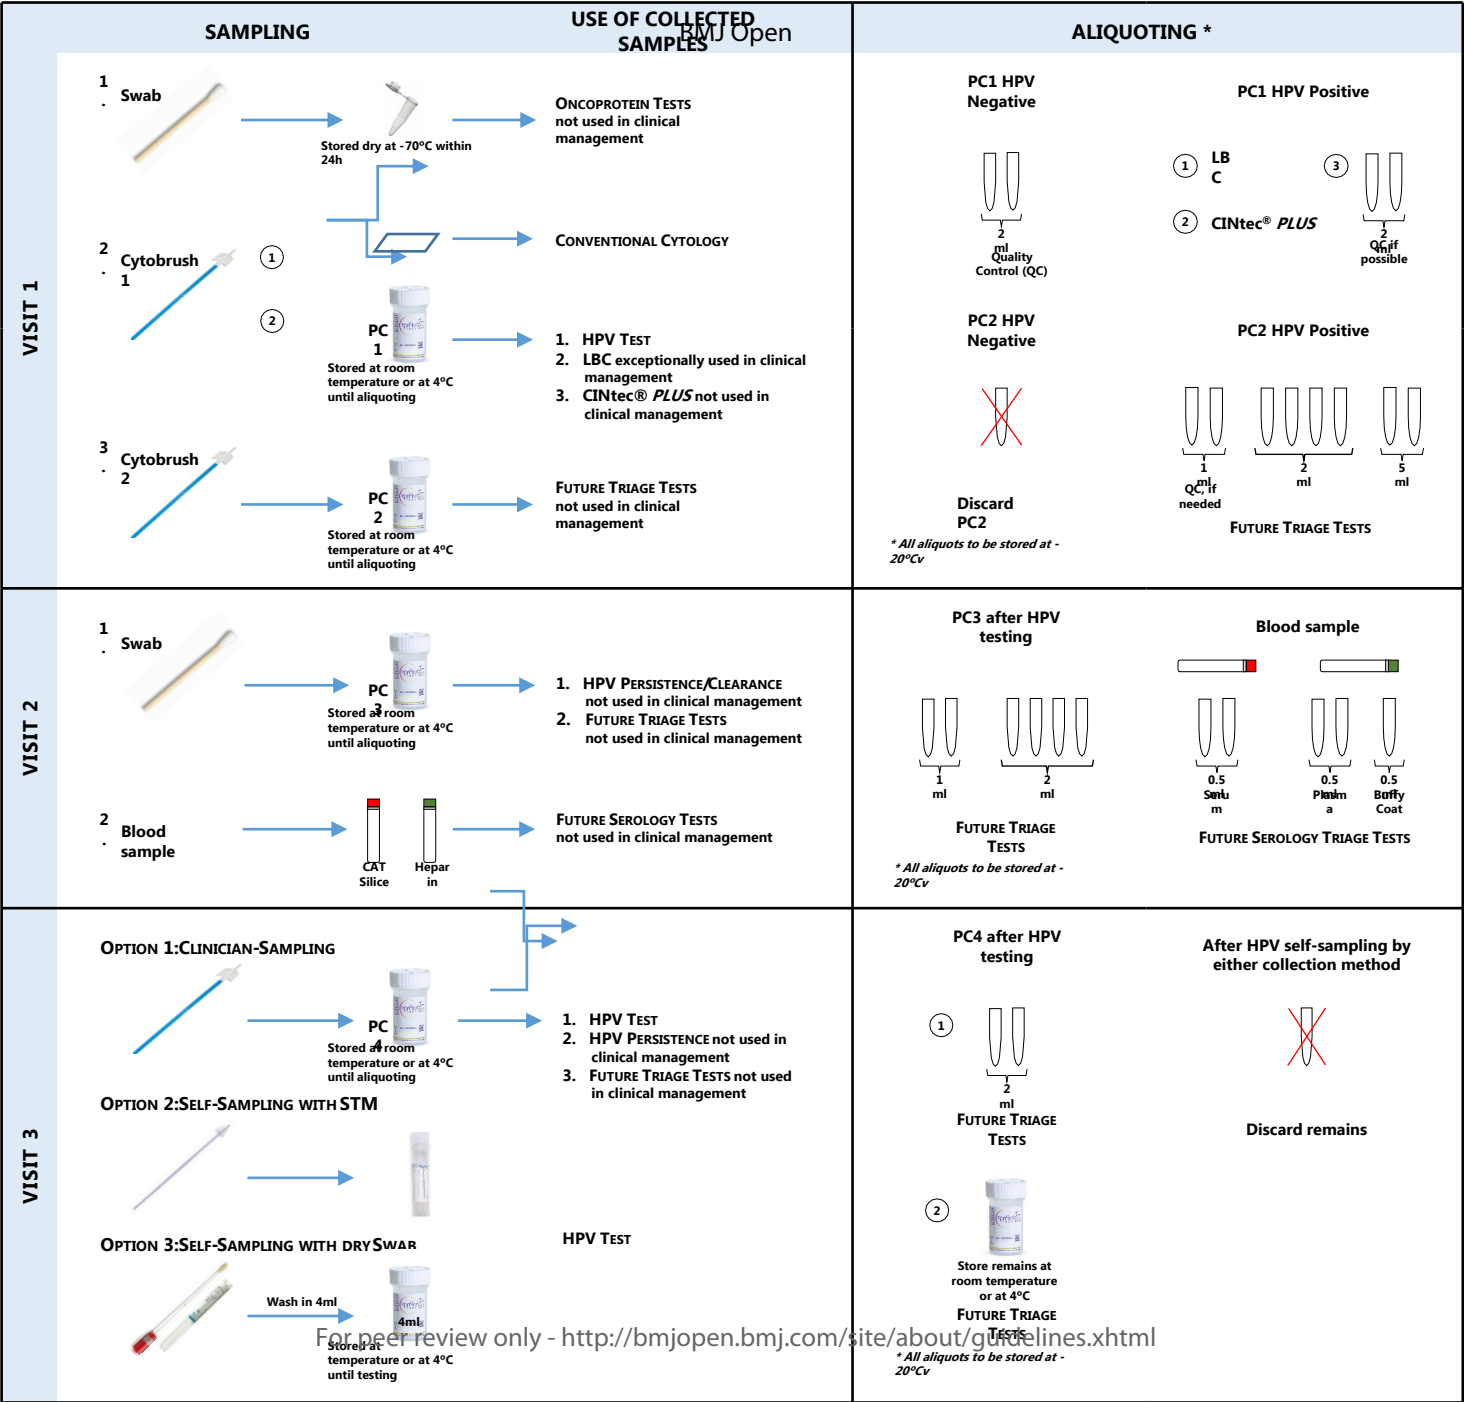 SAMPLING
USE OF COLLECTED
SAMPLES
BMJ Open
ALIQUOTING *
VISIT 1
1
.
Swab
Stored dry at -70ºC within
24h
ONCOPROTEIN TESTS
not used in clinical
management
2
.
Cytobrush
1
1
2
CONVENTIONAL CYTOLOGY
PC
1
Stored at room
temperature or at 4ºC
until aliquoting
1. HPV TEST
2. LBC exceptionally used in clinical
management
3. CINtec® PLUS not used in
clinical management
3
.
Cytobrush
2
PC
2
Stored at room
temperature or at 4ºC
until aliquoting
FUTURE TRIAGE TESTS
not used in clinical
management
PC1 HPV
Negative
2
ml
Quality
Control (QC)
PC1 HPV Positive
1
LB
C
2
CINtec® PLUS
3
2
ml
QC if
possible
PC2 HPV
Negative
Discard
PC2
* All aliquots to be stored at -
20ºCv
PC2 HPV Positive
1
ml
QC, if
needed
2
ml
5
ml
FUTURE TRIAGE TESTS
VISIT 2
1
.
Swab
PC
3
Stored at room
temperature or at 4ºC
until aliquoting
1. HPV PERSISTENCE/CLEARANCE
not used in clinical management
2. FUTURE TRIAGE TESTS
not used in clinical management
2
.
Blood
sample
CAT
Silice
Hepar
in
FUTURE SEROLOGY TESTS
not used in clinical management
PC3 after HPV
testing
1
ml
2
ml
FUTURE TRIAGE
TESTS
* All aliquots to be stored at -
20ºCv
Blood sample
0.5
ml
Seru
m
0.5
ml
Plasm
a
0.5
ml
Buffy
Coat
FUTURE SEROLOGY TRIAGE TESTS
VISIT 3
OPTION 1:CLINICIAN-SAMPLING
PC
4
Stored at room
temperature or at 4ºC
until aliquoting
1. HPV TEST
2. HPV PERSISTENCE not used in
clinical management
3. FUTURE TRIAGE TESTS not used
in clinical management
OPTION 2:SELF-SAMPLING WITH STM
OPTION 3:SELF-SAMPLING WITH DRY SWAB
Wash in 4ml
4ml
Stored at
temperature or at 4ºC
until testing
HPV TEST
PC4 after HPV
testing
1
2
ml
FUTURE TRIAGE
TESTS
2
Store remains at
room temperature
or at 4ºC
FUTURE TRIAGE
TESTS
* All aliquots to be stored at -
20ºCv
After HPV self-sampling by
either collection method
Discard remains
For peer review only - http://bmjopen.bmj.com/site/about/guidelines.xhtml